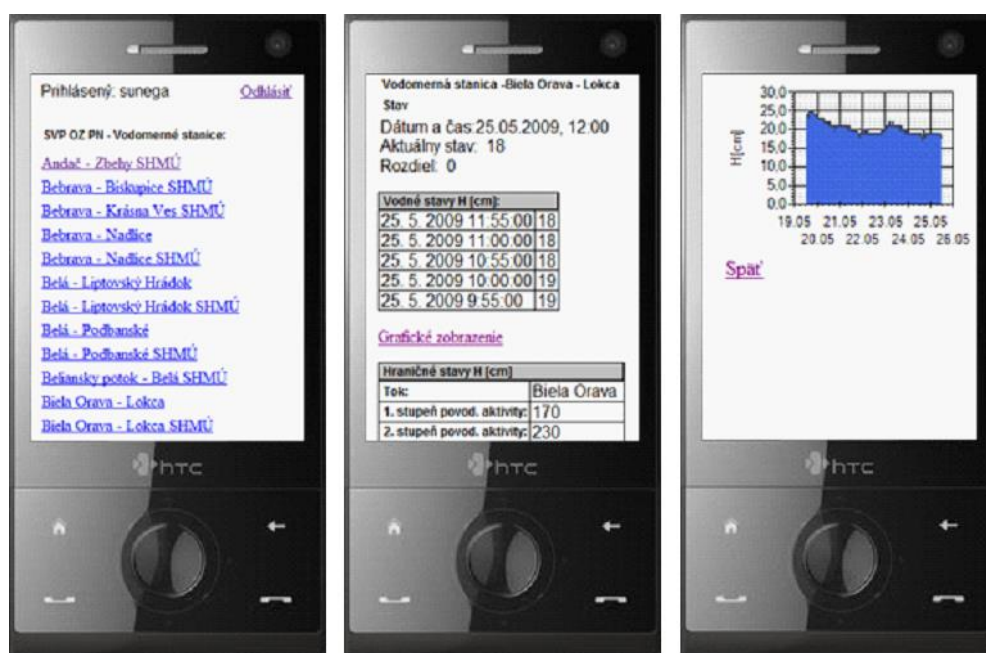 Prihlásený: sunega
Odhlásiť
SVP OZ PN - Vodomerné stanice:
Andač - Zbehy SHMÚ
Bebrava - Biskupice SHMÚ
Bebrava - Krásna Ves SHMÚ
Bebrava - Nadlice
Bebrava - Nadlice SHMÚ
Belá - Liptovský Hrádok
Belá - Liptovský Hrádok SHMÚ
Belá - Podbanské
Belá - Podbanské SHMÚ
Beliansky potok - Belá SHMÚ
Biela Orava - Lokca
Biela Orava - Lokca SHMÚ
hTC
Vodomerná stanica -Biela Orava - Lokca
Stav
Dátum a čas:25.05.2009, 12:00
Aktuálny stav: 18
Rozdiel: 0
Vodné stavy H [cm]:
25. 5. 2009 11:55:00 18
25. 5. 2009 11:00:00 18
25. 5. 2009 10:55:00 18
25. 5. 2009 10:00:00 19
25. 5. 2009 9:55:00 19
Grafické zobrazenie
Hraničné stavy H [cm]
Tok: Biela Orava
1. stupeň povod. aktivity: 170
2. stupeň povod. aktivity: 230
hTC
H[cm]
30,0
25,0
20,0
15,0
10,0
5,0
0,0
19.05 21.05 23.05 25.05
20.05 22.05 24.05 26.05
Späť
hTC